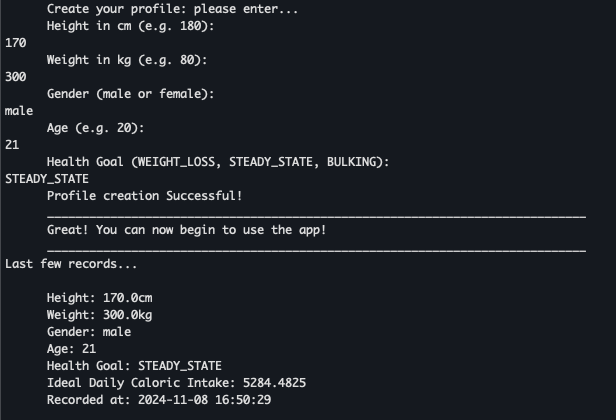 Create your profile: please enter...
Height in cm (e.g. 180):
170
Weight in kg (e.g. 80):
300
Gender (male or female):
male
Age (e.g. 20):
21
Health Goal (WEIGHT_LOSS, STEADY_STATE, BULKING):
STEADY_STATE
Profile creation Successful!
Great! You can now begin to use the app!
Last few records...
Height: 170.0cm
Weight: 300.0kg
Gender: male
Age: 21
Health Goal: STEADY_STATE
Ideal Daily Caloric Intake: 5284.4825
Recorded at: 2024-11-08 16:50:29